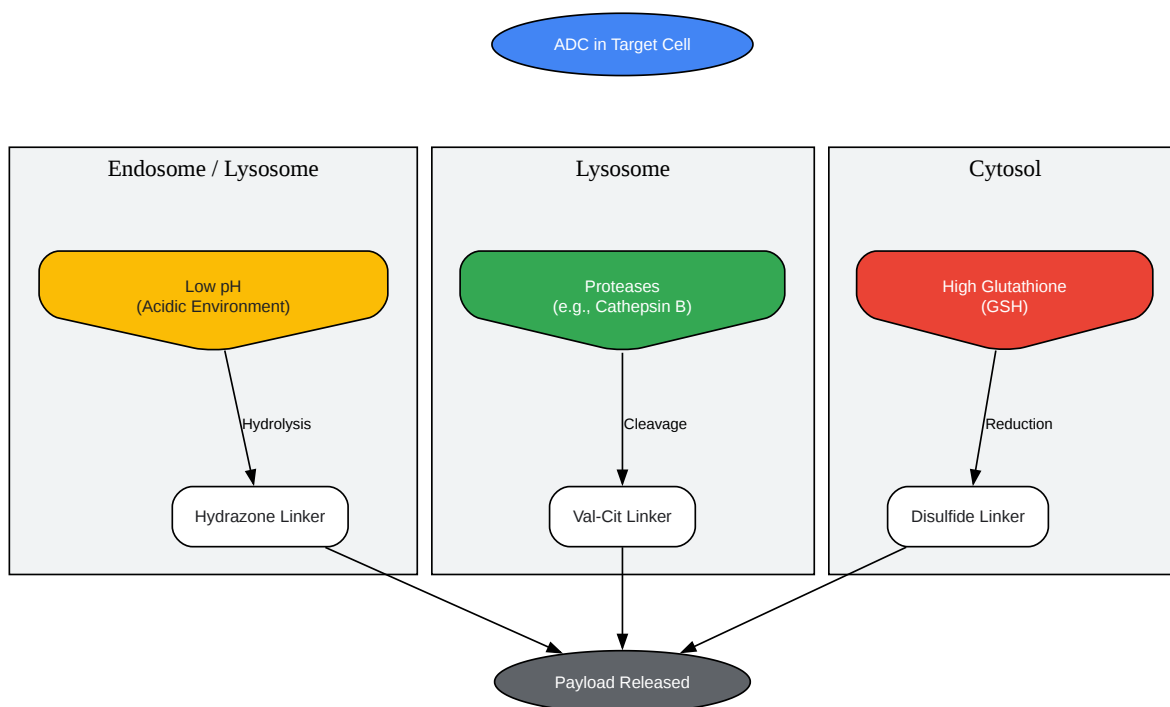 ADC in Target Cell
Endosome / Lysosome
Lysosome
Cytosol
Low pH
(Acidic Environment)
Proteases
(e.g., Cathepsin B)
High Glutathione
(GSH)
Hydrolysis
Cleavage
Reduction
Hydrazone Linker
Val-Cit Linker
Disulfide Linker
Payload Released